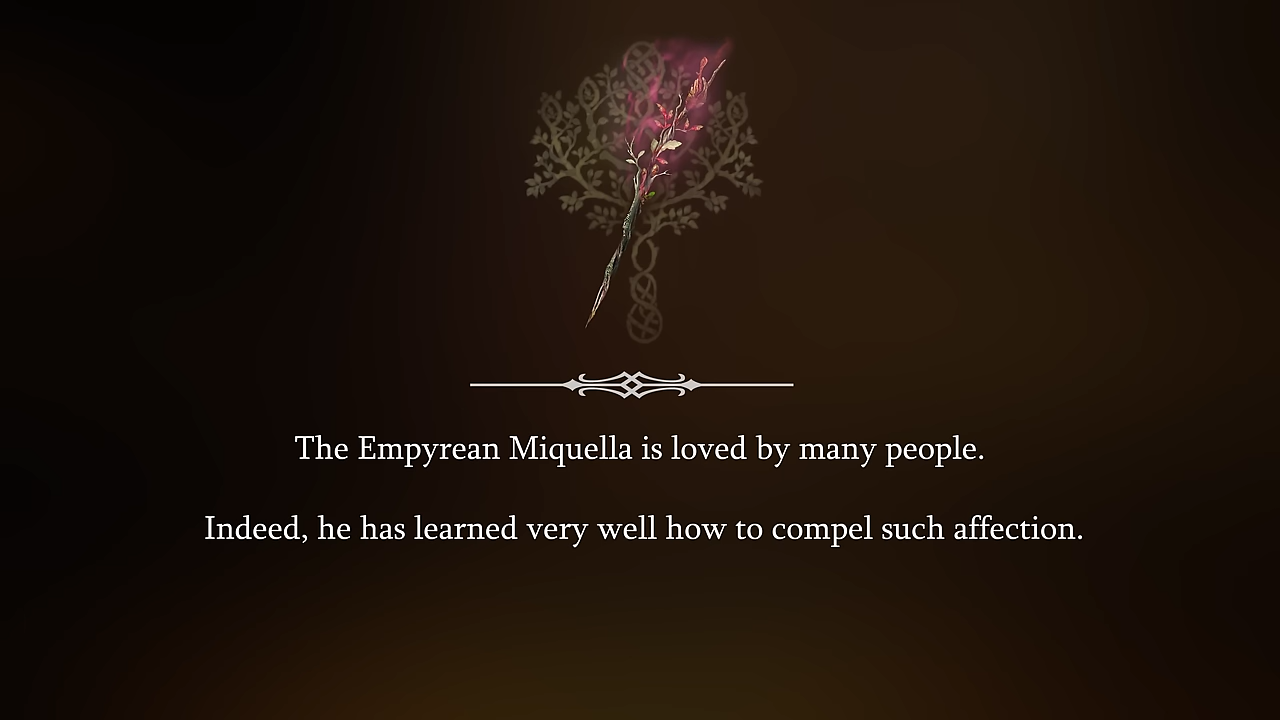 The Empyrean Miquella is loved by many people.
Indeed, he has learned very well how to compel such affection.